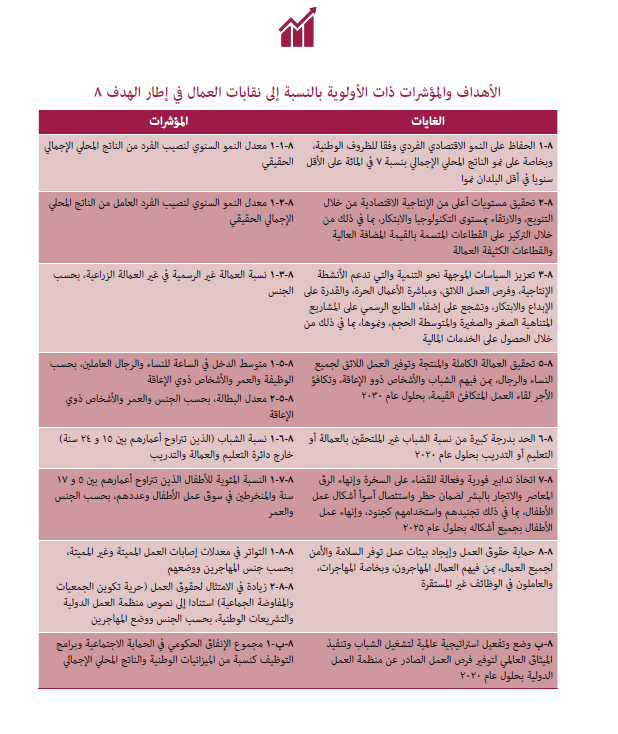 الأهداف والمؤشرات ذات الأولوية بالنسبة إلى نقابات العمال في إطار الهدف ٨
الغايات
المؤشرات
٨-١ الحفاظ على النمو الاقتصادي الفردي وفقا للظروف الوطنية،
وبخاصة على نمو الناتج المحلي الإجمالي بنسبة ٧ في المائة على الأقل
سنويا في أقل البلدان نموا
٨-١-١ معدل النمو السنوي لنصيب الفرد من الناتج المحلي الإجمالي
الحقيقي
٨-٢ تحقيق مستويات أعلى من الإنتاجية الاقتصادية من خلال
التنويع، والارتقاء بمستوى التكنولوجيا والابتكار، بما في ذلك من
خلال التركيز على القطاعات المتسمة بالقيمة المضافة العالية
والقطاعات الكثيفة العمالة
٨-٢-١ معدل النمو السنوي لنصيب الفرد العامل من الناتج المحلي
الإجمالي الحقيقي
٨-٣ تعزيز السياسات الموجهة نحو التنمية والتي تدعم الأنشطة
الإنتاجية، وفرص العمل اللائق، ومباشرة الأعمال الحرة، والقدرة على
الإبداع والابتكار، وتشجع على إضفاء الطابع الرسمي على المشاريع
المتناهية الصغر والصغيرة والمتوسطة الحجم، ونموها، بما في ذلك من
خلال الحصول على الخدمات المالية
٨-٣-١ نسبة العمالة غير الرسمية في غير العمالة الزراعية، بحسب
الجنس
٨-٥ تحقيق العمالة الكاملة والمنتجة وتوفير العمل اللائق لجميع
النساء والرجال، بمن فيهم الشباب والأشخاص ذوو الإعاقة، وتكافؤ
الأجر لقاء العمل المتكافئ القيمة، بحلول عام ٢٠٣٠
٨-٥-١ متوسط الدخل في الساعة للنساء والرجال العاملين، بحسب
الوظيفة والعمر والأشخاص ذوي الإعاقة
٨-٥-٢ معدل البطالة، بحسب الجنس والعمر والأشخاص ذوي
الإعاقة
٨-٦ الحد بدرجة كبيرة من نسبة الشباب غير الملتحقين بالعمالة أو
التعليم أو التدريب بحلول عام ٢٠٢٠
٨-٦-١ نسبة الشباب (الذين تتراوح أعمارهم بين ١٥ و ٢٤ سنة)
خارج دائرة التعليم والعمالة والتدريب
٨-٧ اتخاذ تدابير فورية وفعالة للقضاء على السخرة وإنهاء الرق
المعاصر والاتجار بالبشر لضمان حظر واستئصال أسوأ أشكال عمل
الأطفال، بما في ذلك تجنيدهم واستخدامهم كجنود، وإنهاء عمل
الأطفال بجميع أشكاله بحلول عام ٢٠٢٥
٨-٧-١ النسبة المئوية للأطفال الذين تتراوح أعمارهم بين ٥ و ١٧
سنة والمنخرطين في سوق عمل الأطفال وعددهم، بحسب الجنس
والعمر
٨-٨ حماية حقوق العمل وإيجاد بيئات عمل توفر السلامة والأمن
لجميع العمال، بمن فيهم العمال المهاجرون، وبخاصة المهاجرات،
والعاملون في الوظائف غير المستقرة
٨-٨-١ التواتر في معدلات إصابات العمل المميتة وغير المميتة،
بحسب جنس المهاجرين ووضعهم
٨-٨-٢ زيادة في الامتثال لحقوق العمل (حرية تكوين الجمعيات
والمفاوضة الجماعية) استنادا إلى نصوص منظمة العمل الدولية
والتشريعات الوطنية، بحسب الجنس ووضع المهاجرين
٨-ب وضع وتفعيل استراتيجية عالمية لتشغيل الشباب وتنفيذ
الميثاق العالمي لتوفير فرص العمل الصادر عن منظمة العمل
الدولية بحلول عام ٢٠٢٠
٨-ب-١ مجموع الإنفاق الحكومي في الحماية الاجتماعية وبرامج
التوظيف كنسبة من الميزانيات الوطنية والناتج المحلي الإجمالي